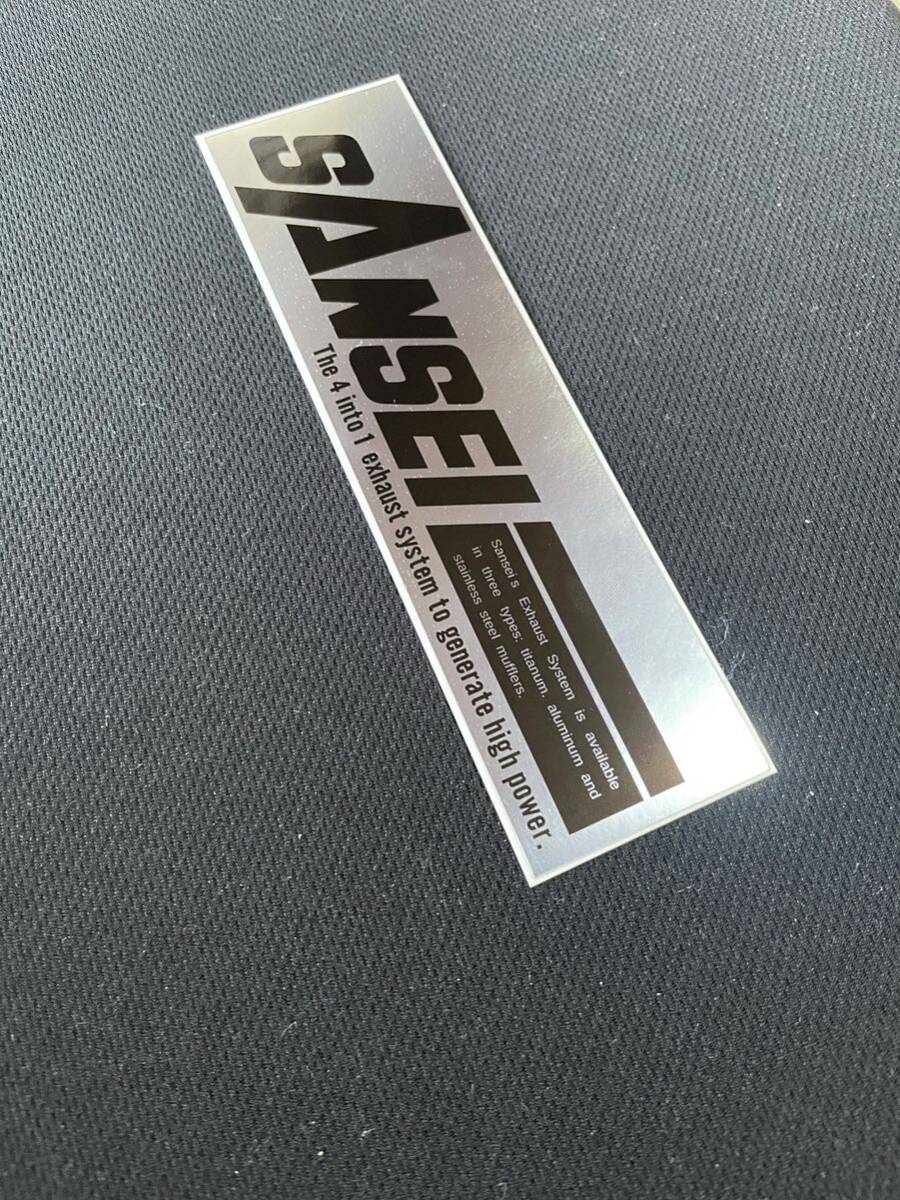 SANSEI
Sansei s Exhaust System is available
in three types: titanum. aluminum and
stainless steel mufflers.
The 4 into 1 exhaust system to generate high power.